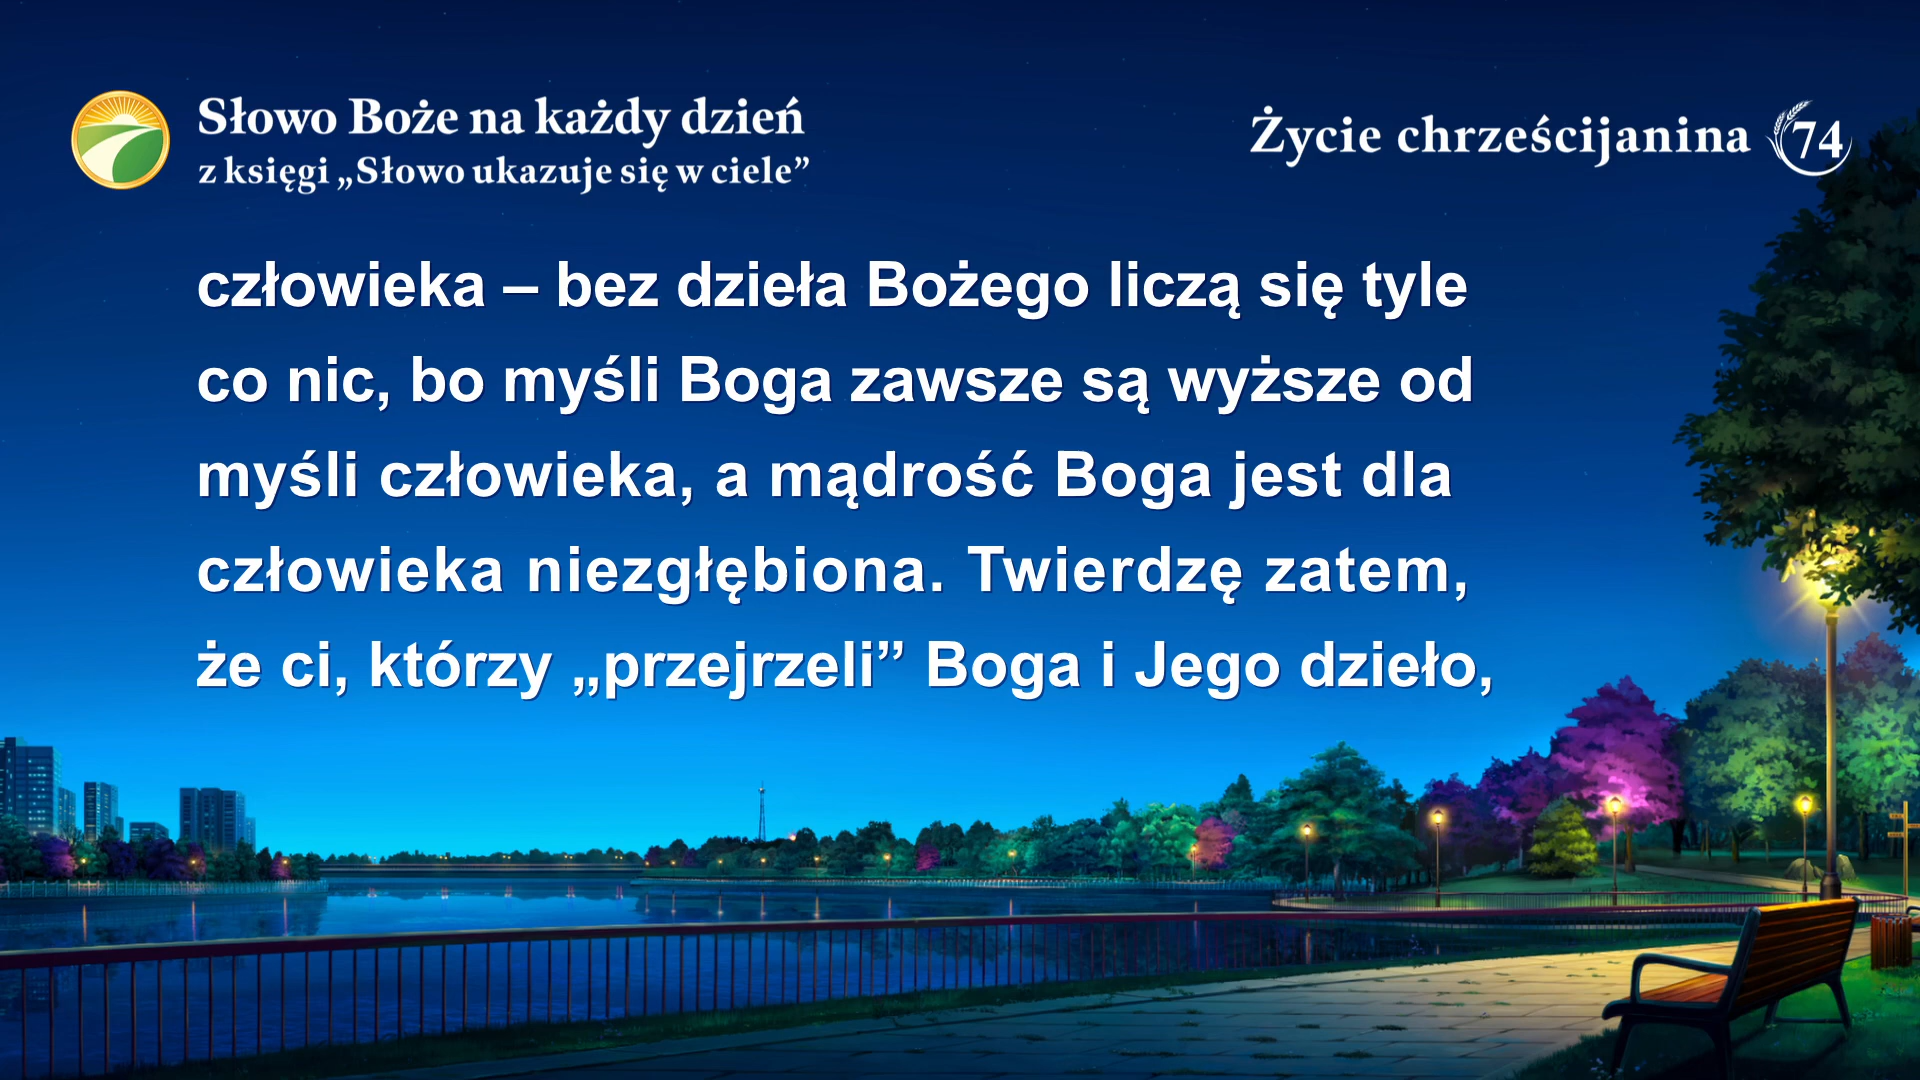 Słowo Boże na każdy dzień
z księgi „Słowo ukazuje się w ciele”
Życie chrześcijanina 74
człowieka – bez dzieła Bożego liczą się tyle
co nic, bo myśli Boga zawsze są wyższe od
myśli człowieka, a mądrość Boga jest dla
człowieka niezgłębiona. Twierdzę zatem,
że ci, którzy „przejrzeli” Boga i Jego dzieło,